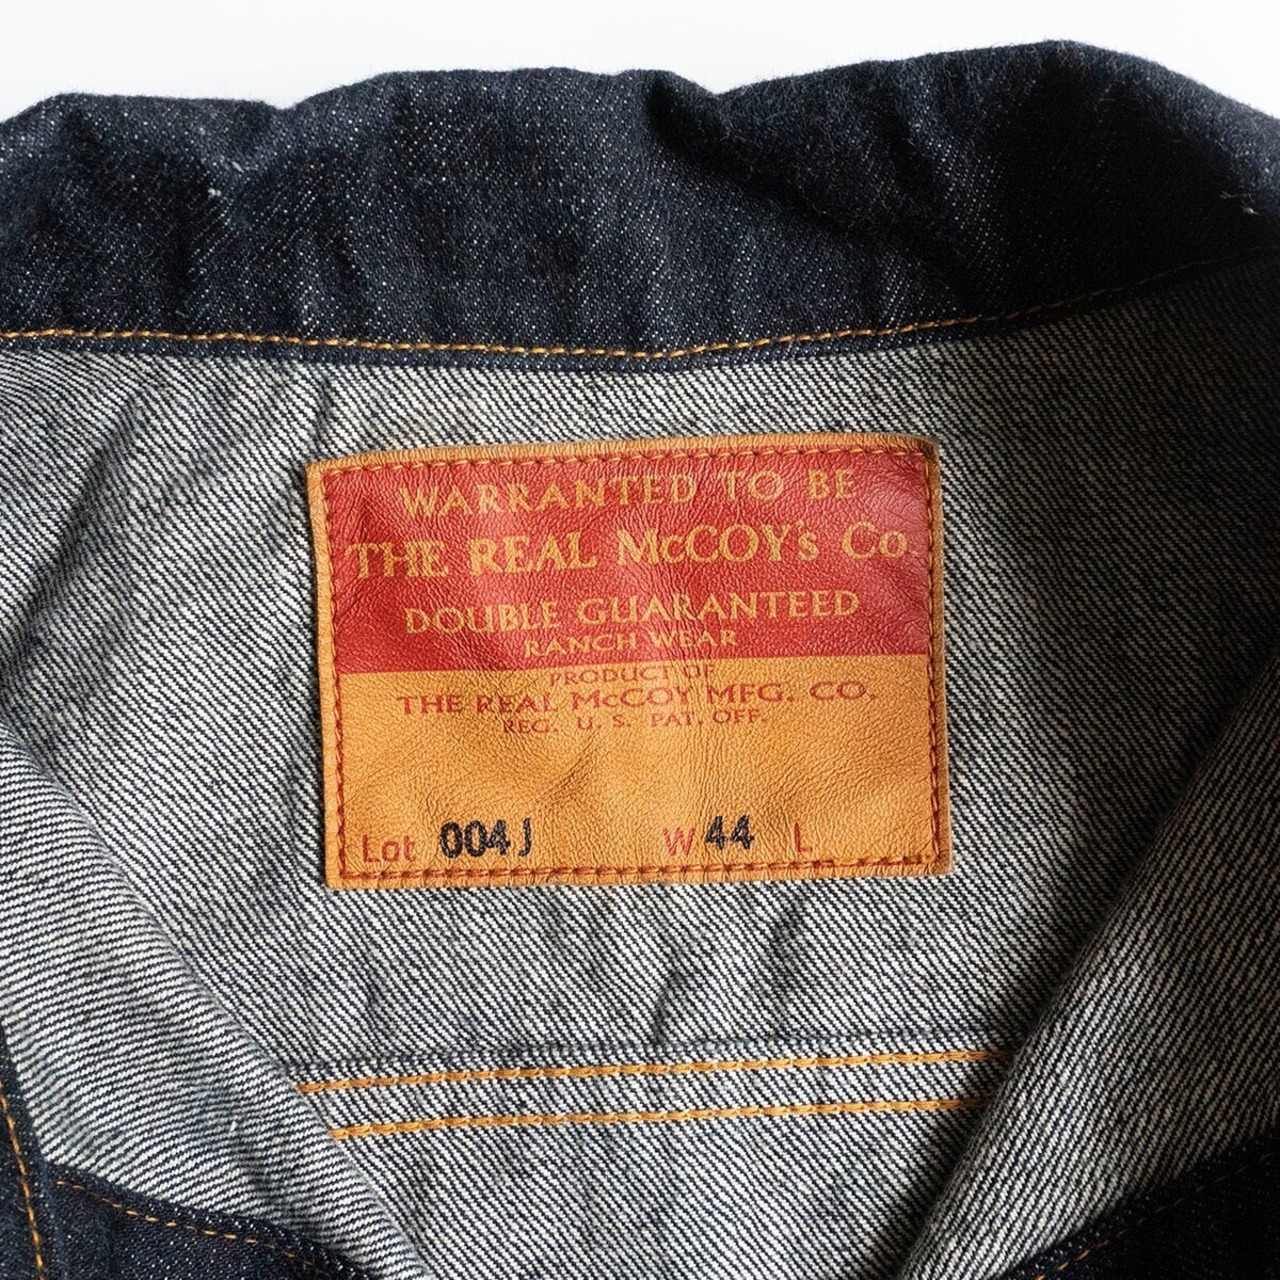 WARRANTED TO BE
THE REAL McCOY's Co.
DOUBLE GUARANTEED
RANCH WEAR
PRODUCT OF
THE REAL McCOY MFG. CO.
REG. U. S. PAT. OFF.
Lot 004J W 44 L